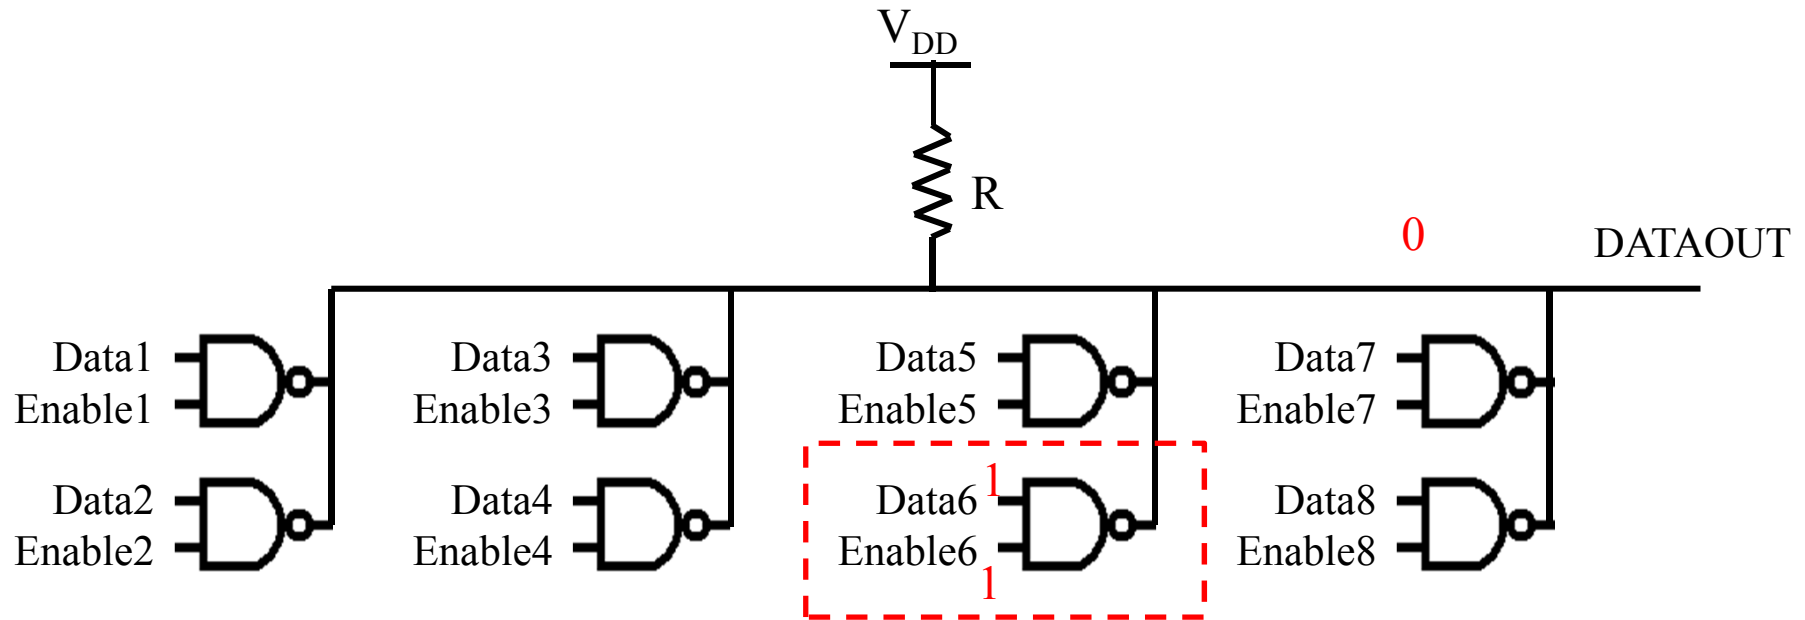 VDD
R
0
DATAOUT
Data1
Enable1
Data3
Enable3
Data5
Enable5
Data7
Enable7
Data2
Enable2
Data4
Enable4
Data6 1
Enable6
1
Data8
Enable8